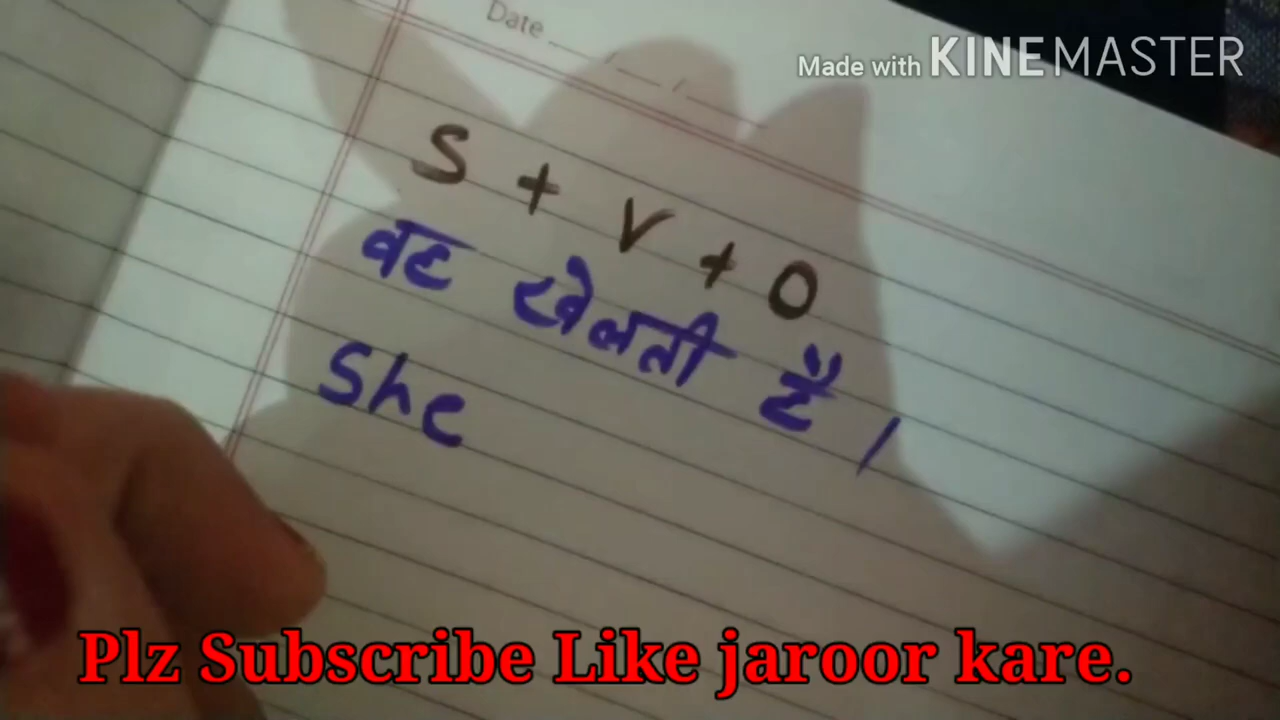 Date
Made with KINEMASTER
S + V + O
वह खेलती है।
She
Plz Subscribe Like jaroor kare.